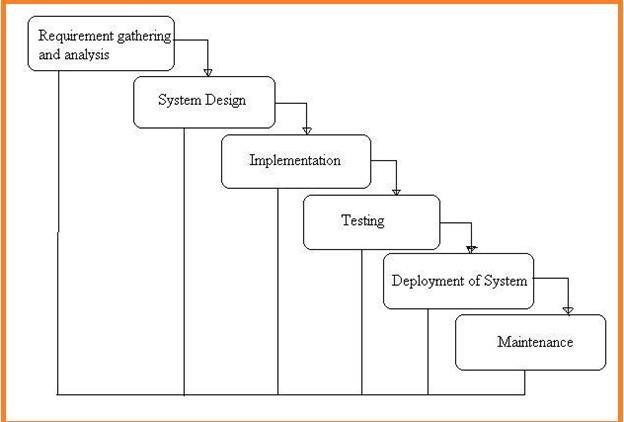 Requirement gathering
and analysis
System Design
Implementation
Testing
Deployment of System
Maintenance